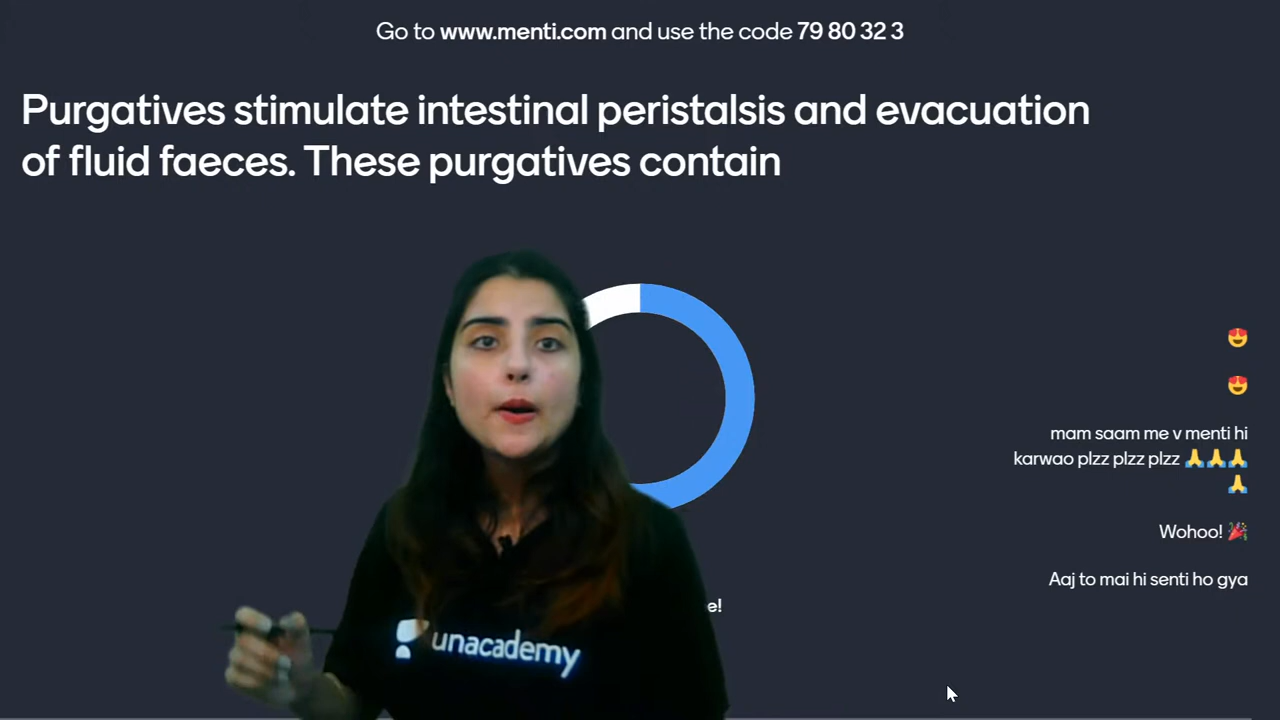 Go to www.menti.com and use the code 79 80 32 3
Purgatives stimulate intestinal peristalsis and evacuation
of fluid faeces. These purgatives contain
mam saam me v menti hi
karwao plzz plzz plzz 🙏🙏🙏
🙏
Wohoo! 🎉
Aaj to mai hi senti ho gya
unacademy